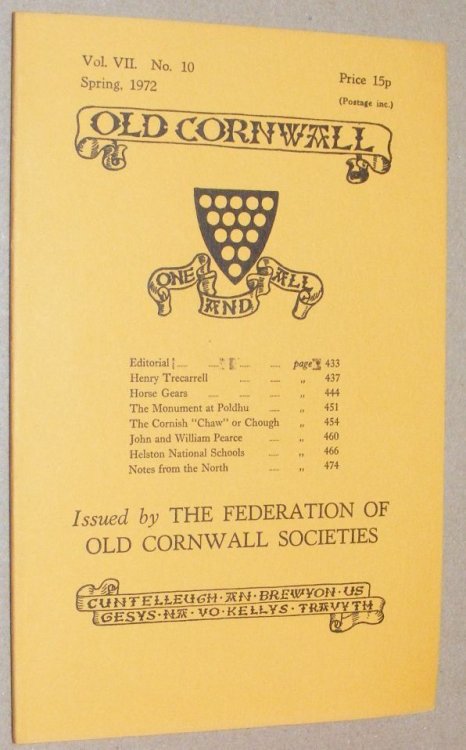 Vol. VII. No. 10
Spring, 1972
Price 15p
(Postage inc.)
OLD CORNWALL
ONE AND ALL
Editorial ..... ..... ..... ..... page 433
Henry Trecarrell ..... ..... „ 437
Horse Gears ..... ..... ..... „ 444
The Monument at Poldhu ..... „ 451
The Cornish "Chaw" or Chough „ 454
John and William Pearce ..... „ 460
Helston National Schools ..... „ 466
Notes from the North ..... „ 474
Issued by THE FEDERATION OF
OLD CORNWALL SOCIETIES
CUNTELLEUGH · AN · BREWYON · US
GESYS · NA · VO · KELLYS · TRAVYTH